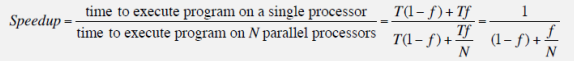 Speedup = time to execute program on a single processor / time to execute program on N parallel processors = T(1 − f) + Tf / T(1 − f) + Tf/N = 1 / (1 − f) + f/N